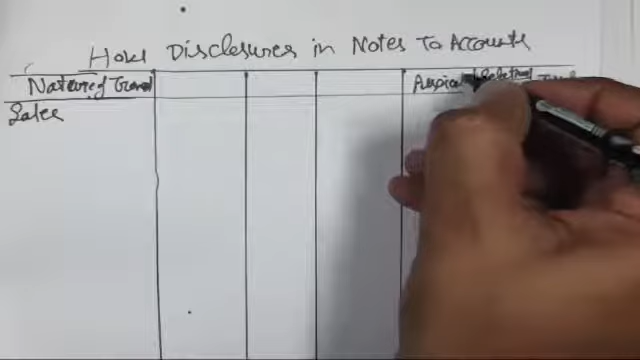 How Disclosures in Notes To Accounts
Nature of Trans
Sales